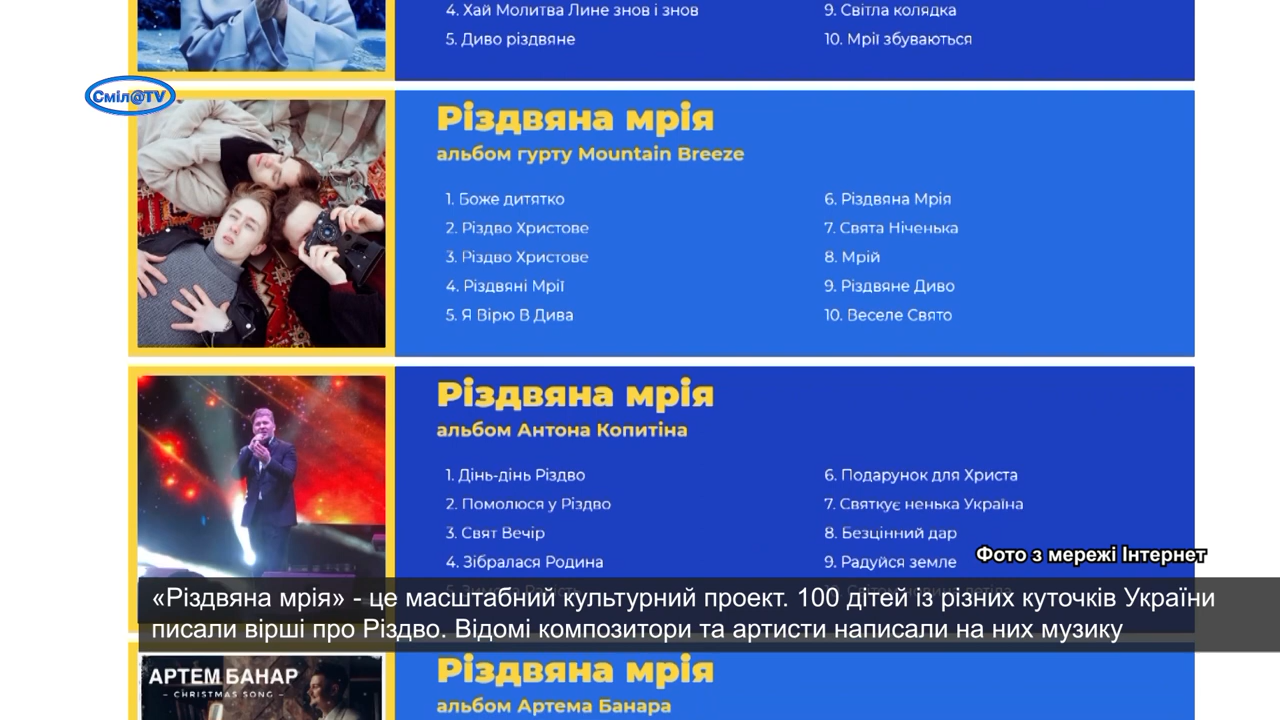 4. Хай Молитва Лине знов і знов
9. Світла колядка
5. Диво різдвяне
10. Мрії збуваються
Сміл@TV
Різдвяна мрія
альбом гурту Mountain Breeze
1. Боже дитятко
6. Різдвяна Мрія
2. Різдво Христове
7. Свята Ніченька
3. Різдво Христове
8. Мрій
4. Різдвяні Мрії
9. Різдвяне Диво
5. Я Вірю В Дива
10. Веселе Свято
Різдвяна мрія
альбом Антона Копитіна
1. Дінь-дінь Різдво
6. Подарунок для Христа
2. Помолюся у Різдво
7. Святкує ненька Україна
3. Свят Вечір
8. Безцінний дар
4. Зібралася Родина
9. Радуйся земле
Фото з мережі Інтернет
«Різдвяна мрія» - це масштабний культурний проект. 100 дітей із різних куточків України
писали вірші про Різдво. Відомі композитори та артисти написали на них музику
АРТЕМ БАНАР
– CHRISTMAS SONG –
Різдвяна мрія
альбом Артема Банара